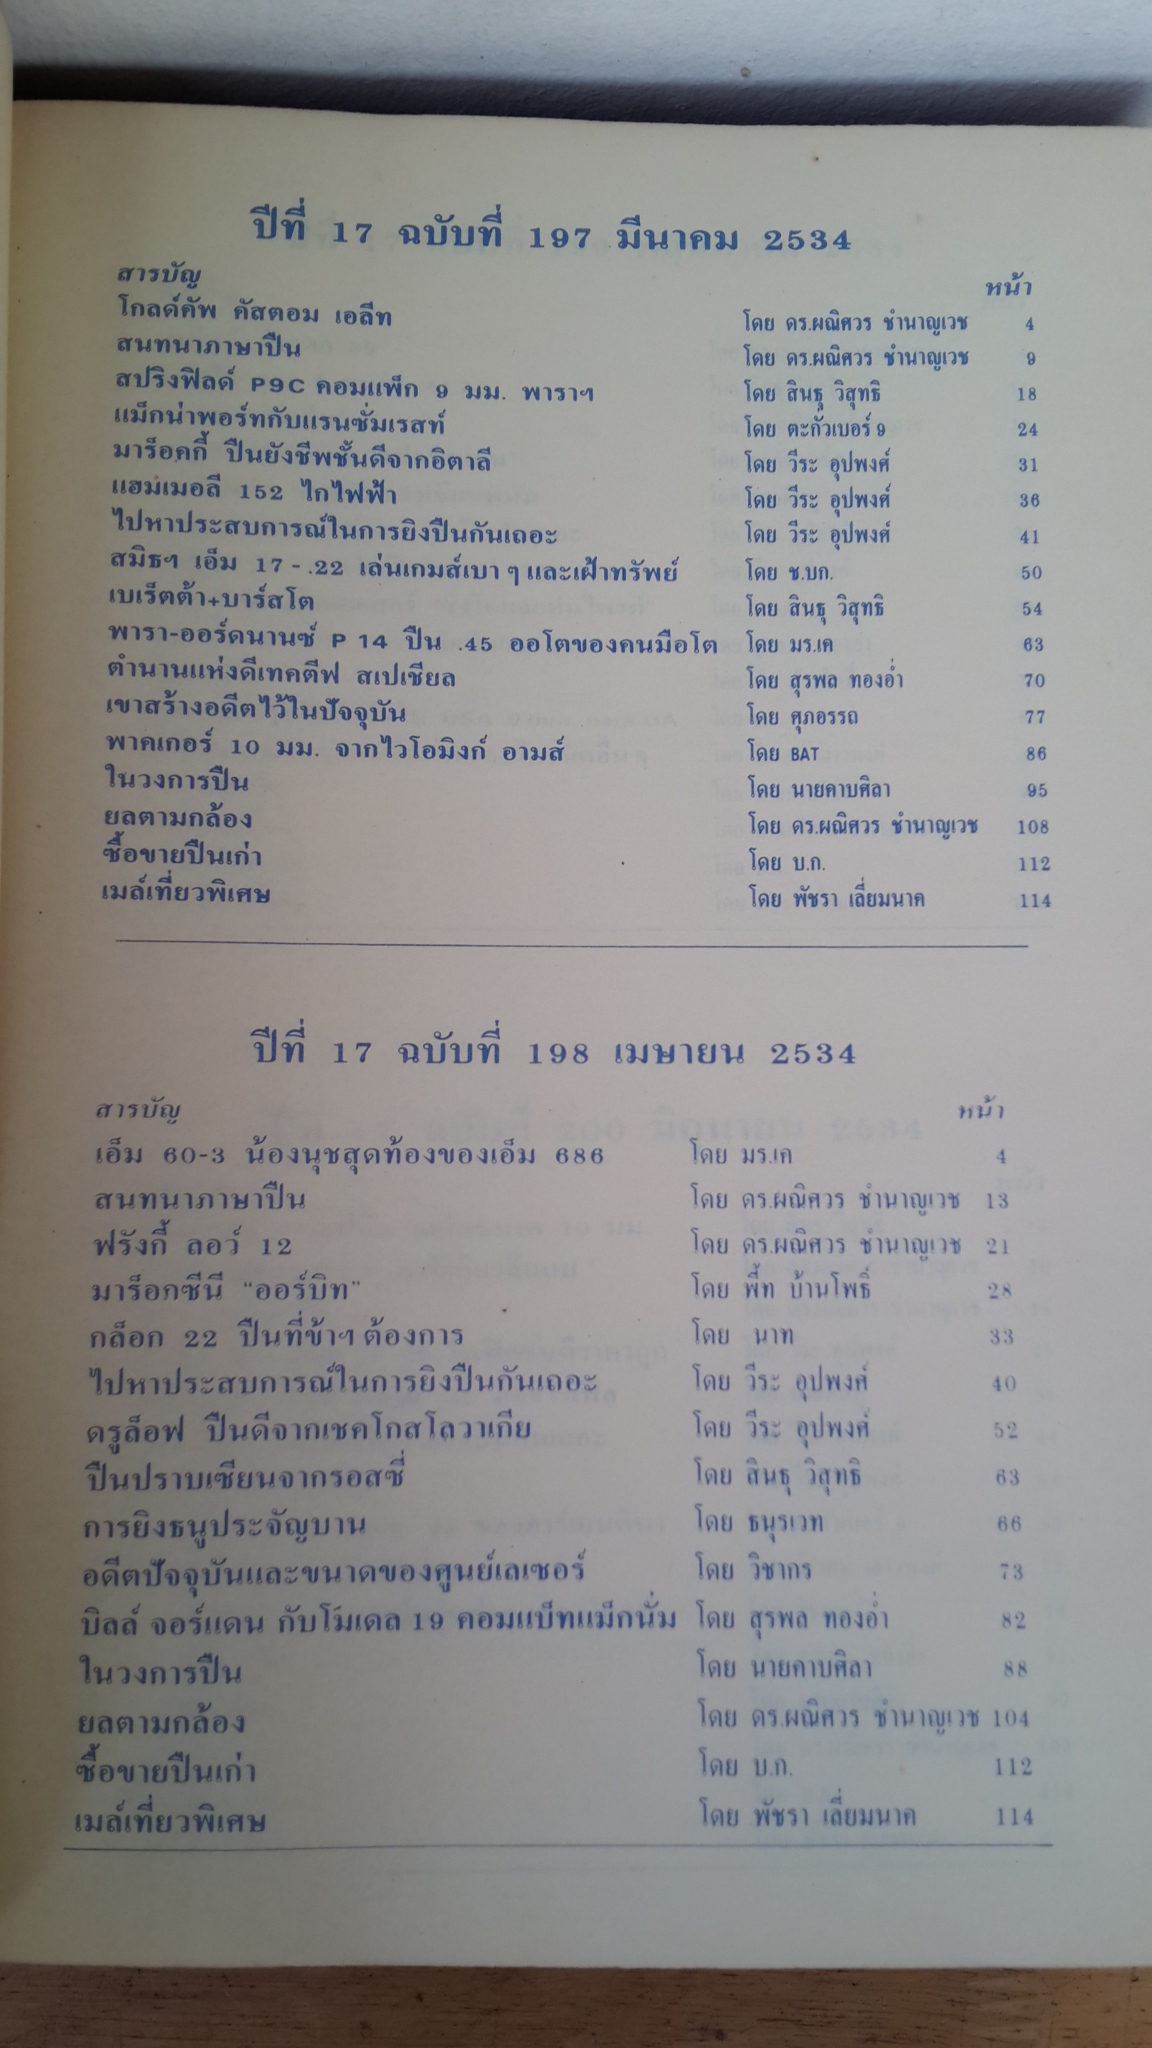 ปีที่ 17 ฉบับที่ 197 มีนาคม 2534
สารบัญ หน้า
โกลด์คัพ คัสตอม เอลีท โดย ดร.ผณิศวร ชำนาญเวช 4
สนทนาภาษาปืน โดย ดร.ผณิศวร ชำนาญเวช 9
สปริงฟิลด์ P9C คอมแพ็ก 9 มม. พาราฯ โดย สินธุ วิสุทธิ 18
แม็กน่าพอร์ทกับแรนซั่มเรสท์ โดย ตะกั่วเบอร์ 9 24
มาร็อคกี้ ปืนยังชีพชั้นดีจากอิตาลี โดย วีระ อุปพงศ์ 31
แฮมเมอลี 152 ไกไฟฟ้า โดย วีระ อุปพงศ์ 36
ไปหาประสบการณ์ในการยิงปืนกันเถอะ โดย วีระ อุปพงศ์ 41
สมิธฯ เอ็ม 17 - .22 เล่นเกมส์เบา ๆ และเฝ้าทรัพย์ โดย ช.บก. 50
เบเร็ตต้า+บาร์สโต โดย สินธุ วิสุทธิ 54
พารา-ออร์ดนานซ์ P 14 ปืน .45 ออโตของคนมือโต โดย มร.เค 63
ตำนานแห่งดีเทคตีฟ สเปเชียล โดย สุรพล ทองอ่ำ 70
เขาสร้างอดีตไว้ในปัจจุบัน โดย ศุภอรรถ 77
พาคเกอร์ 10 มม. จากไวโอมิงก์ อามส์ โดย BAT 86
ในวงการปืน โดย นายคาบศิลา 95
ยลตามกล้อง โดย ดร.ผณิศวร ชำนาญเวช 108
ซื้อขายปืนเก่า โดย บ.ก. 112
เมล์เที่ยวพิเศษ โดย พัชรา เลี่ยมนาค 114
ปีที่ 17 ฉบับที่ 198 เมษายน 2534
สารบัญ หน้า
เอ็ม 60-3 น้องนุชสุดท้องของเอ็ม 686 โดย มร.เค 4
สนทนาภาษาปืน โดย ดร.ผณิศวร ชำนาญเวช 13
ฟรังกี้ ลอว์ 12 โดย ดร.ผณิศวร ชำนาญเวช 21
มาร็อกซีนี "ออร์บิท" โดย พี้ท บ้านโพธิ์ 28
กล็อก 22 ปืนที่ข้าฯ ต้องการ โดย นาท 33
ไปหาประสบการณ์ในการยิงปืนกันเถอะ โดย วีระ อุปพงศ์ 40
ดรูล็อฟ ปืนดีจากเชคโกสโลวาเกีย โดย วีระ อุปพงศ์ 52
ปืนปราบเซียนจากรอสซี่ โดย สินธุ วิสุทธิ 63
การยิงธนูประจัญบาน โดย ธนุรเวท 66
อดีตปัจจุบันและขนาดของศูนย์เลเซอร์ โดย วิชากร 73
บิลล์ จอร์แดน กับโม้เดล 19 คอมแบ็ทแม็กนั่ม โดย สุรพล ทองอ่ำ 82
ในวงการปืน โดย นายคาบศิลา 88
ยลตามกล้อง โดย ดร.ผณิศวร ชำนาญเวช 104
ซื้อขายปืนเก่า โดย บ.ก. 112
เมล์เที่ยวพิเศษ โดย พัชรา เลี่ยมนาค 114